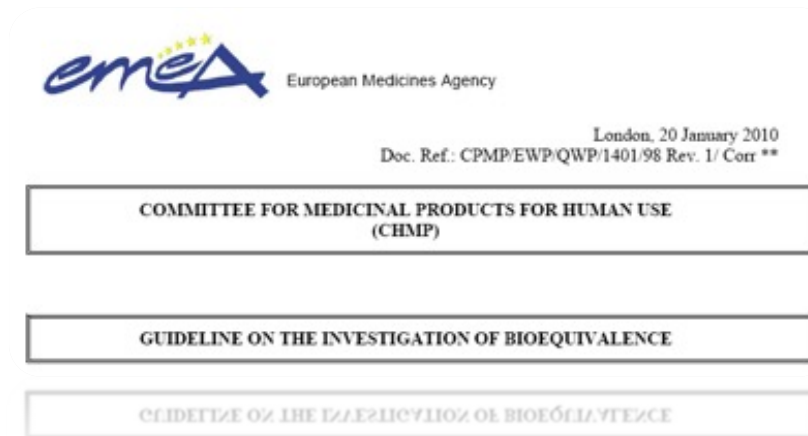 emea
European Medicines Agency
London, 20 January 2010
Doc. Ref.: CPMP/EWP/QWP/1401/98 Rev. 1/ Corr **
COMMITTEE FOR MEDICINAL PRODUCTS FOR HUMAN USE
(CHMP)
GUIDELINE ON THE INVESTIGATION OF BIOEQUIVALENCE